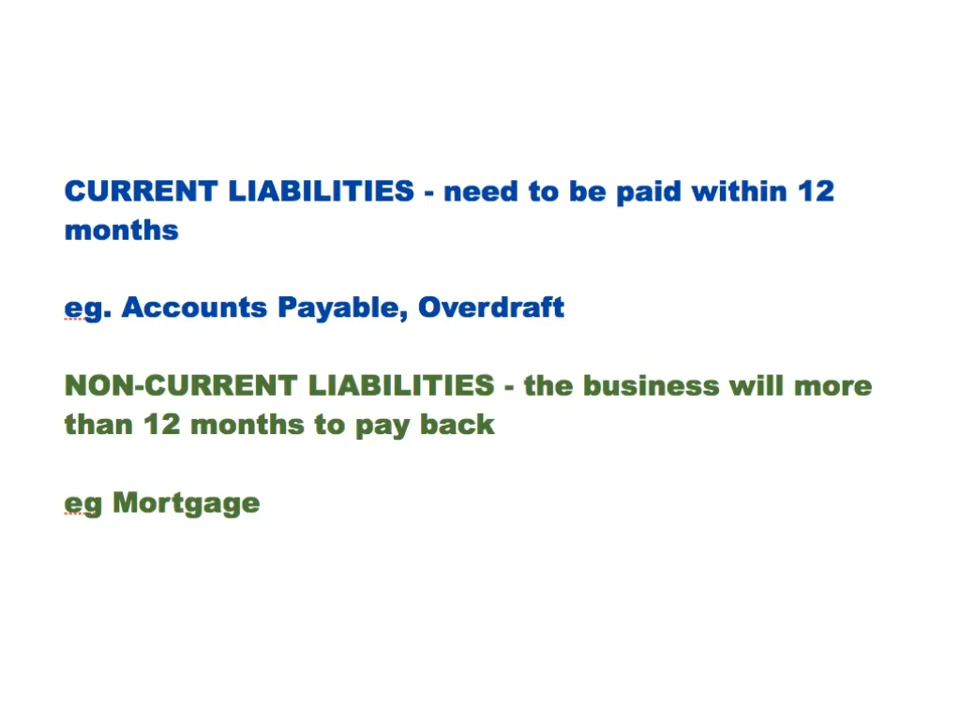 CURRENT LIABILITIES - need to be paid within 12
months
eg. Accounts Payable, Overdraft
NON-CURRENT LIABILITIES - the business will more
than 12 months to pay back
eg Mortgage